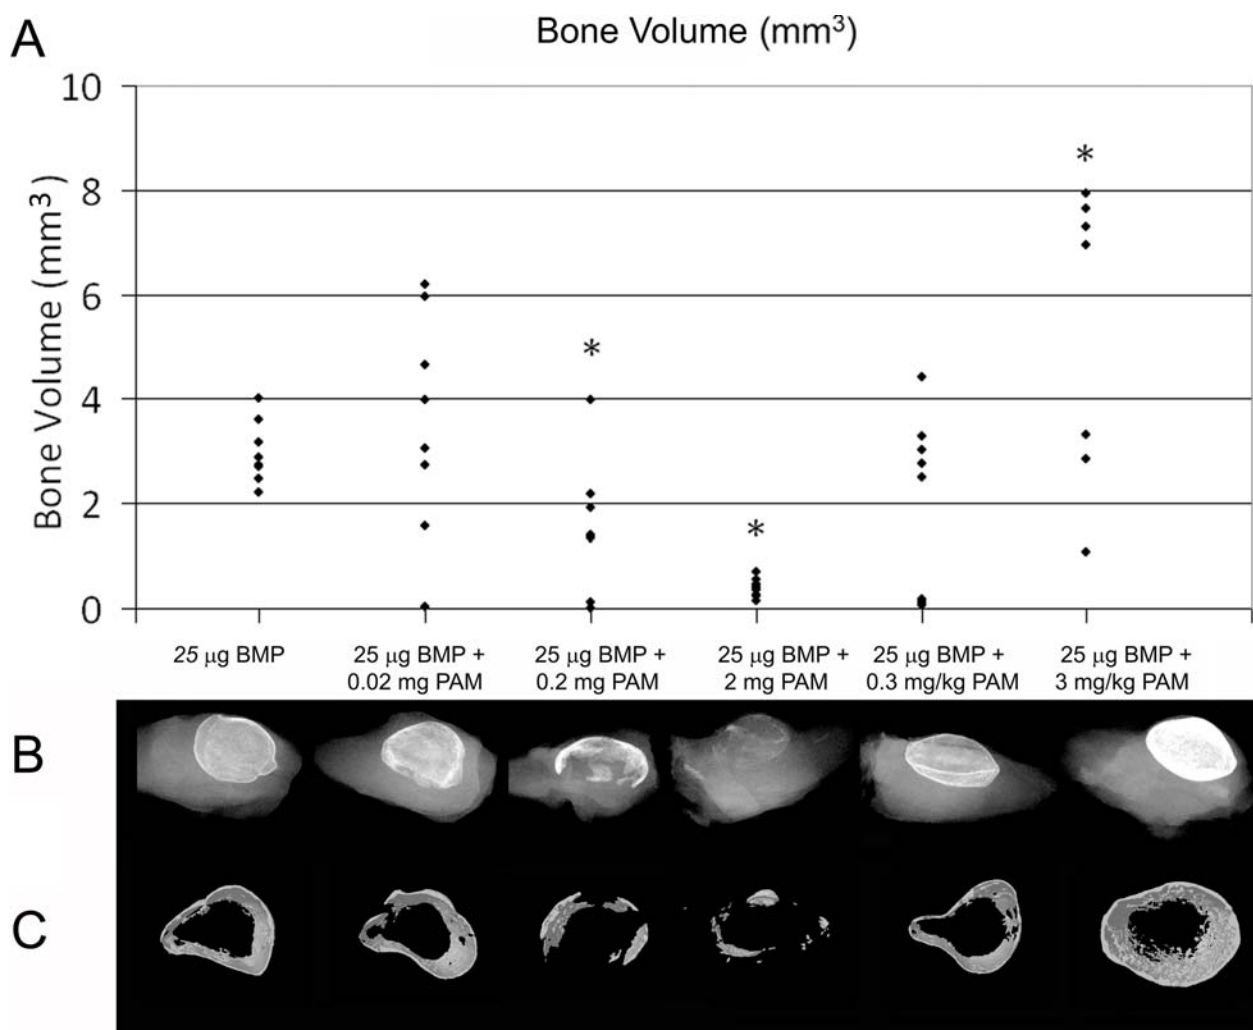 A
Bone Volume (mm³)
Bone Volume (mm³)
10
8
6
4
2
0
*
*
*
*
25 µg BMP
25 µg BMP +
0.02 mg PAM
25 µg BMP +
0.2 mg PAM
25 µg BMP +
2 mg PAM
25 µg BMP +
0.3 mg/kg PAM
25 µg BMP +
3 mg/kg PAM
B
C